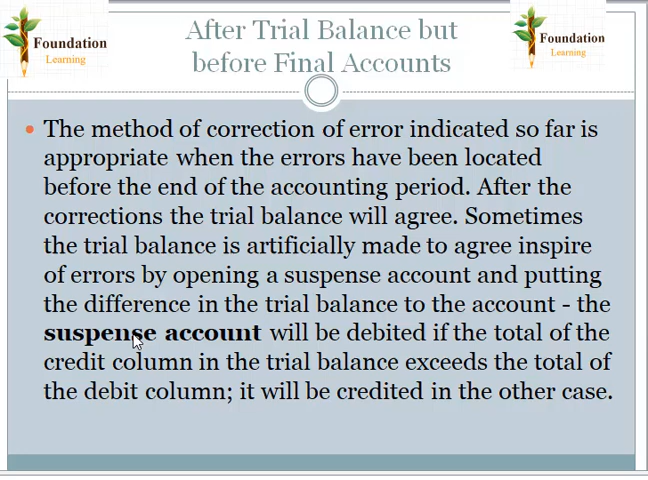 Foundation
Learning
After Trial Balance but
before Final Accounts
Foundation
Learning
• The method of correction of error indicated so far is
appropriate when the errors have been located
before the end of the accounting period. After the
corrections the trial balance will agree. Sometimes
the trial balance is artificially made to agree inspire
of errors by opening a suspense account and putting
the difference in the trial balance to the account - the
suspense account will be debited if the total of the
credit column in the trial balance exceeds the total of
the debit column; it will be credited in the other case.